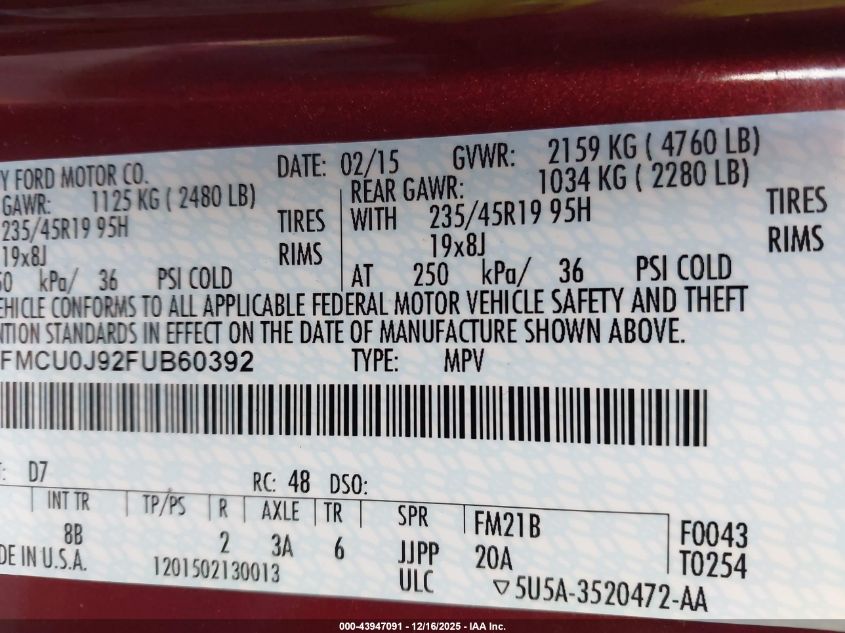 Y FORD MOTOR CO. DATE: 02/15 GVWR: 2159 KG ( 4760 LB)
GAWR: 1125 KG ( 2480 LB) REAR GAWR: 1034 KG ( 2280 LB)
235/45R19 95H TIRES WITH 235/45R19 95H TIRES
19x8J RIMS 19x8J RIMS
kPa/ 36 PSI COLD AT 250 kPa/ 36 PSI COLD
EHICLE CONFORMS TO ALL APPLICABLE FEDERAL MOTOR VEHICLE SAFETY AND THEFT
NTION STANDARDS IN EFFECT ON THE DATE OF MANUFACTURE SHOWN ABOVE.
FMCU0J92FUB60392 TYPE: MPV
: D7 RC: 48 DSO:
INT TR TP/PS R AXLE TR SPR FM21B F0043
8B 2 3A 6 JJPP 20A T0254
DE IN U.S.A. 1201502130013 ULC ▽5U5A-3520472-AA
000-43947091 - 12/16/2025 - IAA Inc.